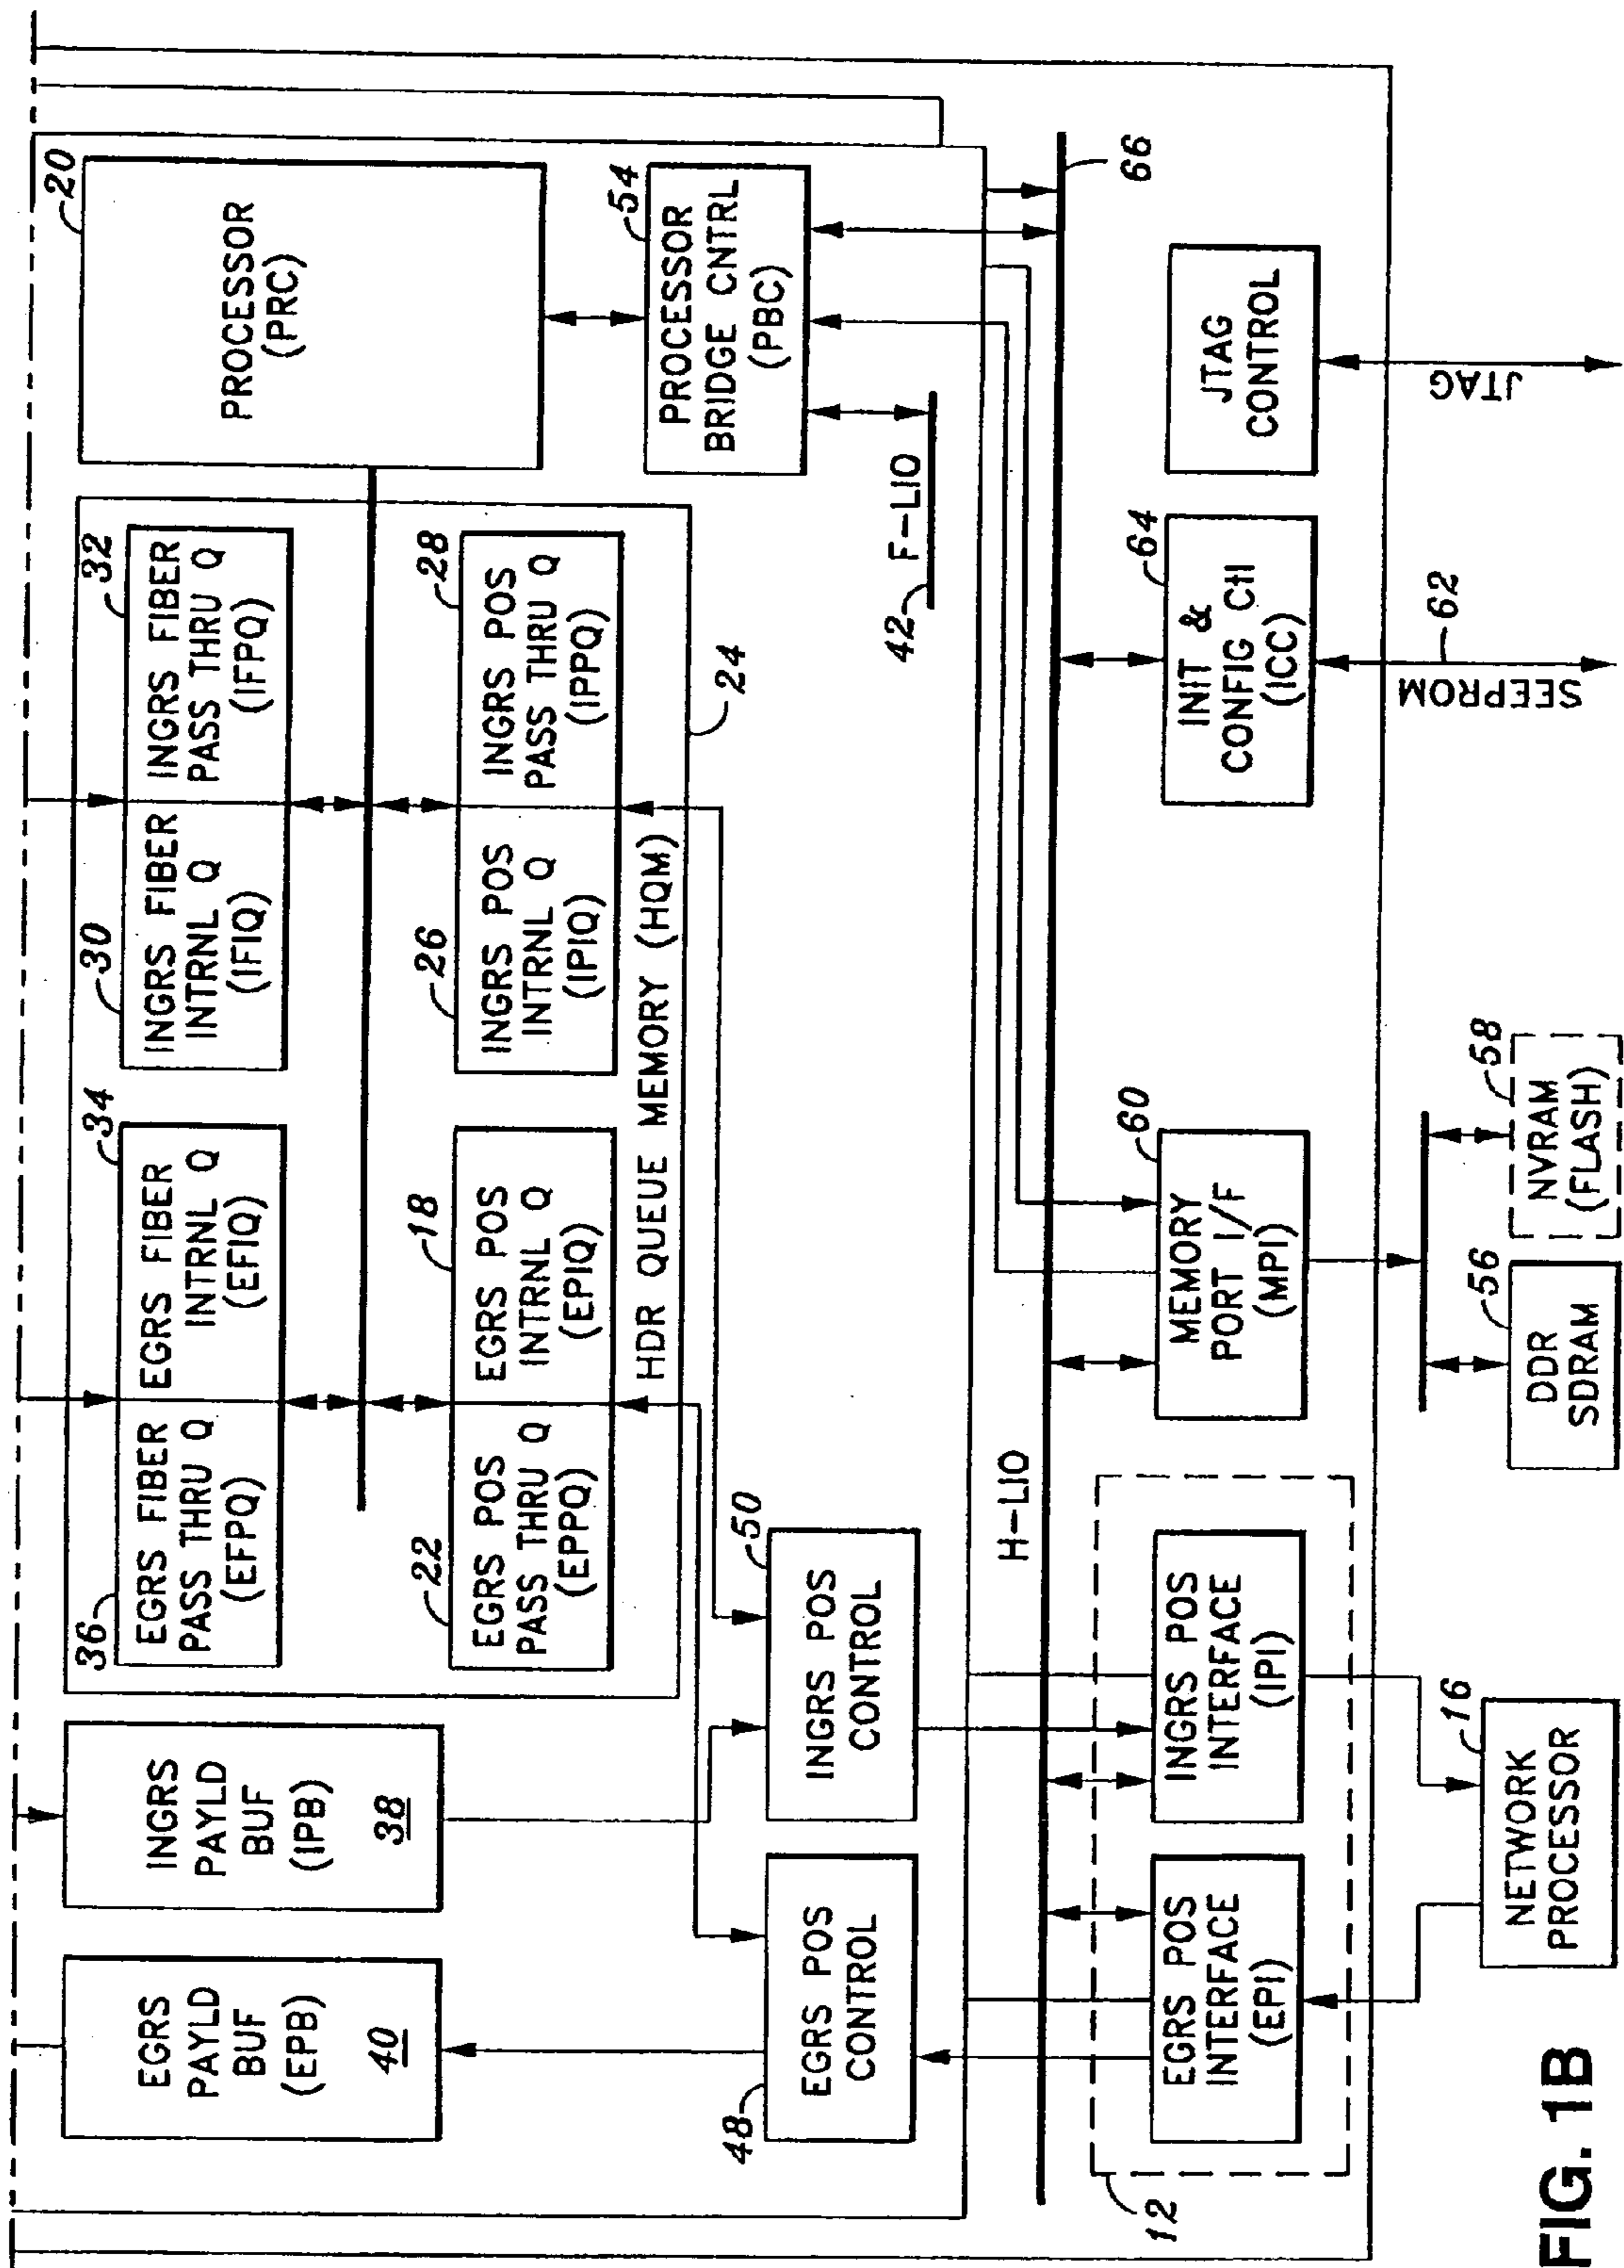 20
PROCESSOR
(PRC)
54
PROCESSOR
BRIDGE CNTRL
(PBC)
32
INGRS FIBER
PASS THRU Q
(IFPQ)
30
INGRS FIBER
INTRNL Q
(IFIQ)
28
INGRS POS
PASS THRU Q
(IPPQ)
26
INGRS POS
INTRNL Q
(IPIQ)
34
EGRS FIBER
INTRNL Q
(EFIQ)
36
EGRS FIBER
PASS THRU Q
(EFPQ)
18
EGRS POS
INTRNL Q
(EPIQ)
22
EGRS POS
PASS THRU Q
(EPPQ)
HDR QUEUE MEMORY (HQM)
24
42
F-LIO
INGRS
PAYLD
BUF
(IPB)
38
EGRS
PAYLD
BUF
(EPB)
40
50
INGRS POS
CONTROL
48
EGRS POS
CONTROL
H-LIO
66
12
INGRS POS
INTERFACE
(IPI)
EGRS POS
INTERFACE
(EPI)
60
MEMORY
PORT I/F
(MPI)
64
INIT &
CONFIG Ctl
(ICC)
JTAG
CONTROL
JTAG
SEEPROM
62
58
NVRAM
(FLASH)
56
DDR
SDRAM
16
NETWORK
PROCESSOR
FIG. 1B